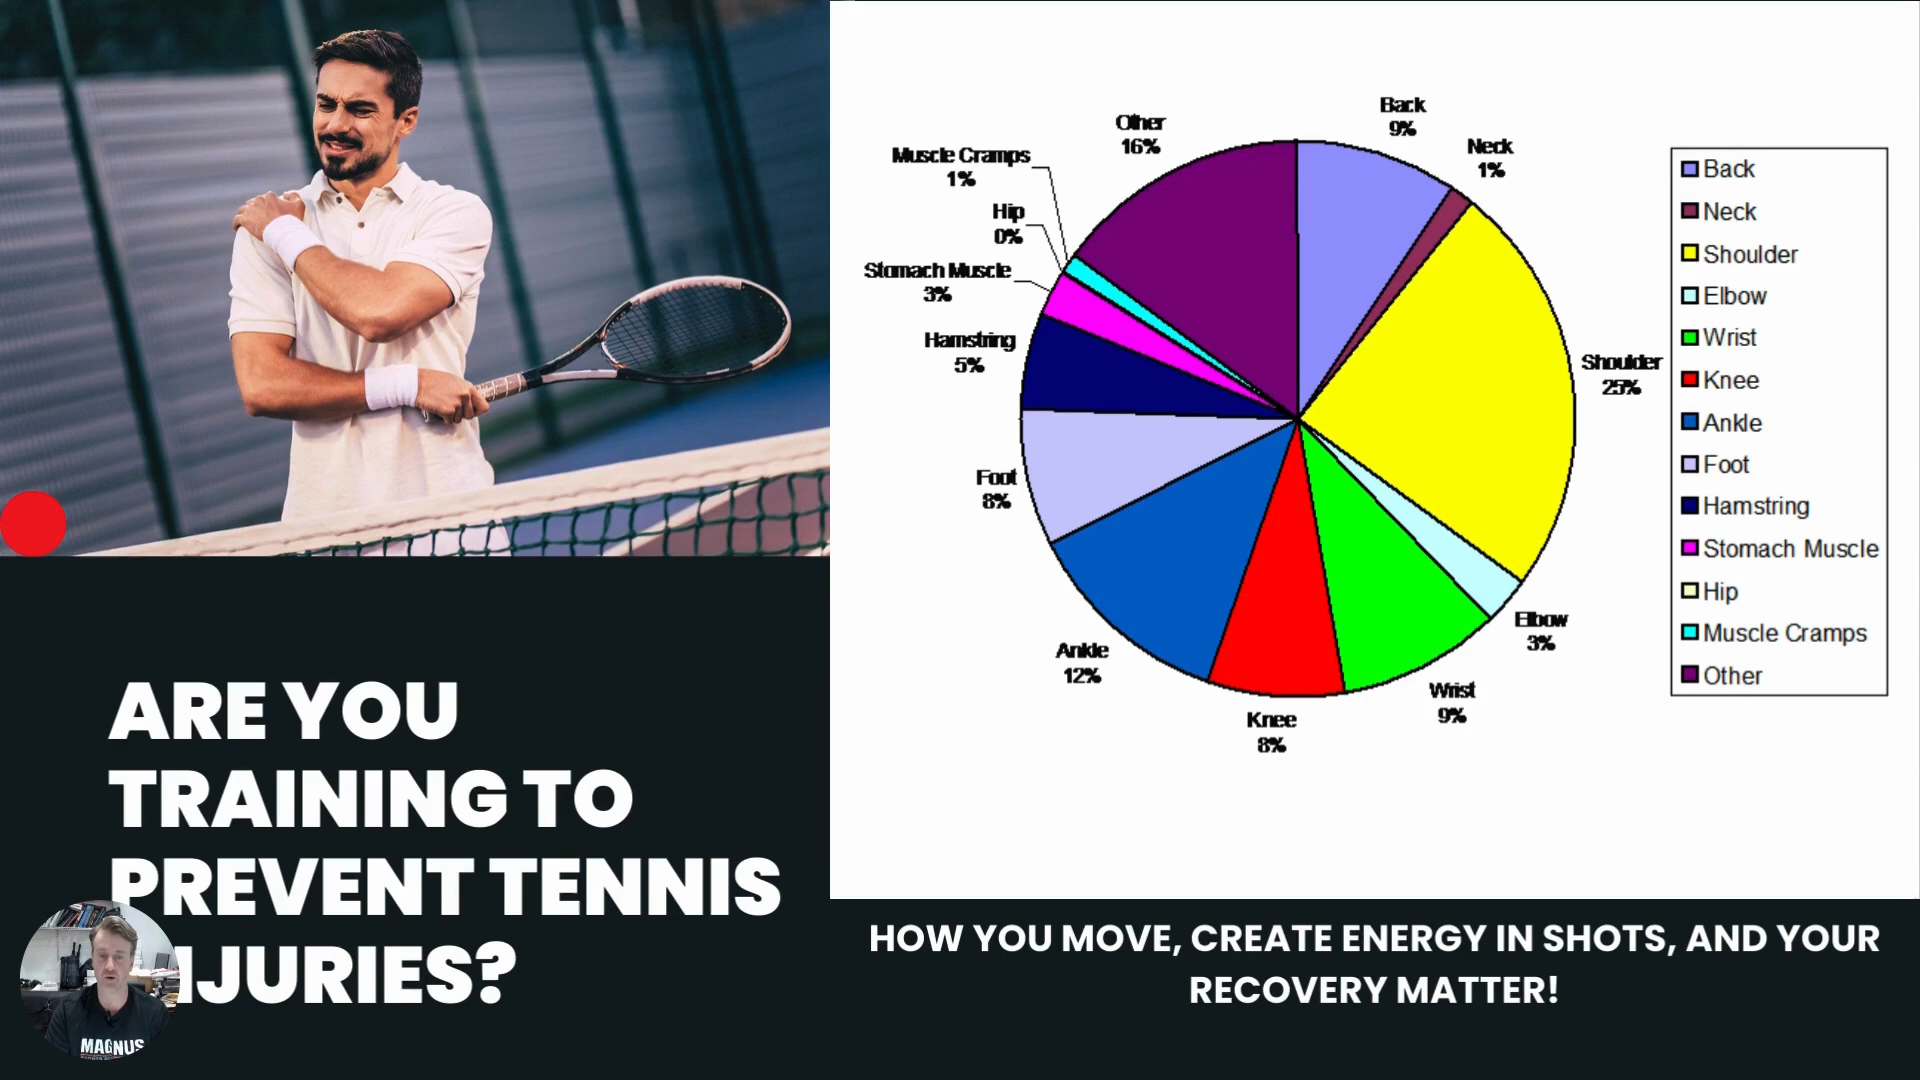 ARE YOU
TRAINING TO
PREVENT TENNIS
INJURIES?
MAGNUS
Back
9%
Neck
1%
Shoulder
25%
Elbow
3%
Wrist
9%
Knee
8%
Ankle
12%
Foot
8%
Hamstring
5%
Stomach Muscle
3%
Hip
0%
Muscle Cramps
1%
Other
16%
Back
Neck
Shoulder
Elbow
Wrist
Knee
Ankle
Foot
Hamstring
Stomach Muscle
Hip
Muscle Cramps
Other
HOW YOU MOVE, CREATE ENERGY IN SHOTS, AND YOUR
RECOVERY MATTER!